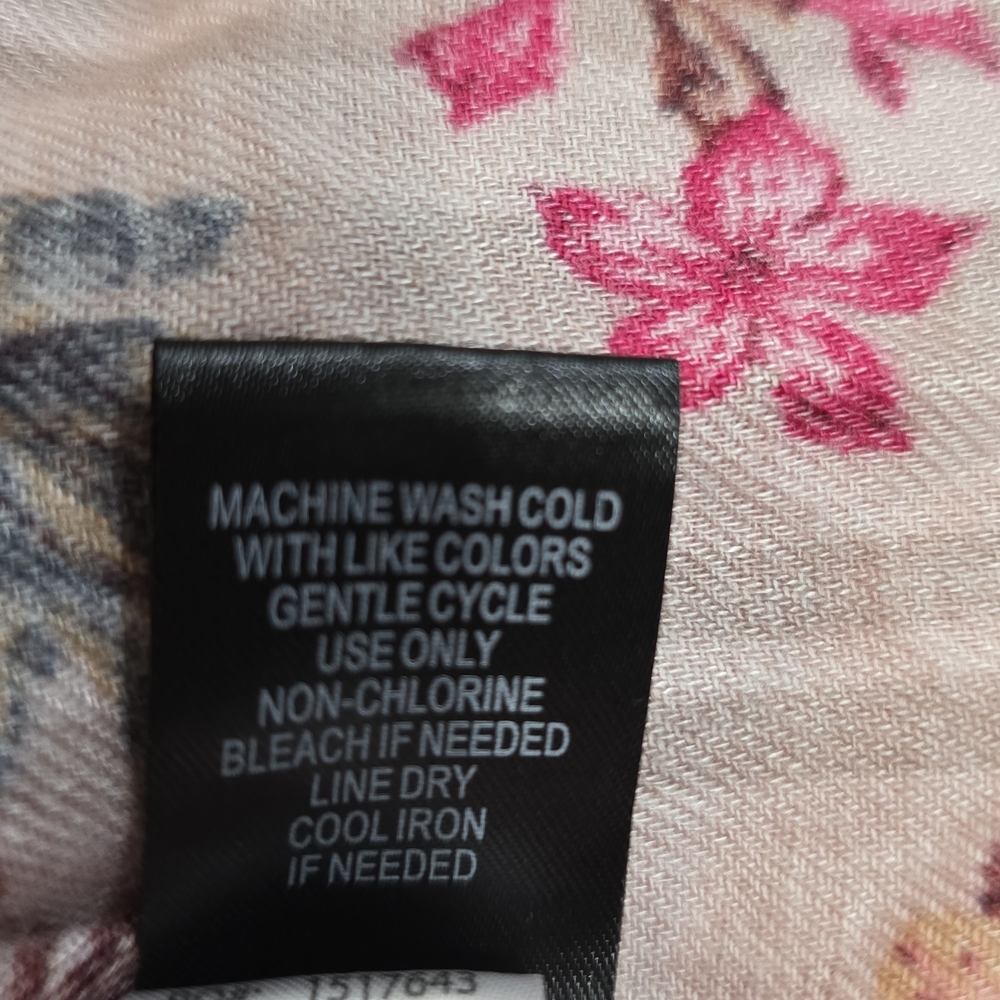 MACHINE WASH COLD
WITH LIKE COLORS
GENTLE CYCLE
USE ONLY
NON-CHLORINE
BLEACH IF NEEDED
LINE DRY
COOL IRON
IF NEEDED
1517643